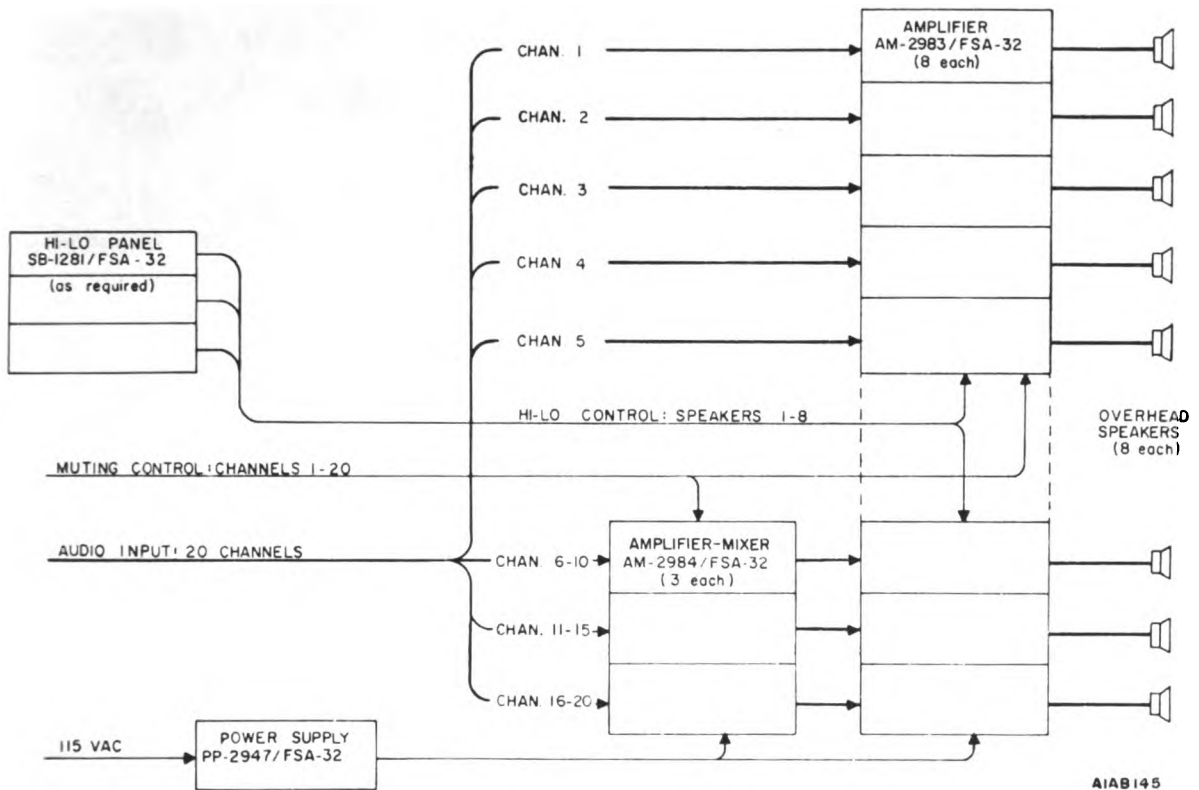 AMPLIFIER
AM-2983/FSA-32
(8 each)
CHAN. 1
CHAN. 2
CHAN. 3
CHAN. 4
CHAN. 5
HI-LO PANEL
SB-1281/FSA-32
(as required)
HI-LO CONTROL: SPEAKERS 1-8
OVERHEAD
SPEAKERS
(8 each)
MUTING CONTROL: CHANNELS 1-20
AUDIO INPUT: 20 CHANNELS
AMPLIFIER-MIXER
AM-2984/FSA-32
(3 each)
CHAN. 6-10
CHAN. 11-15
CHAN. 16-20
115 VAC
POWER SUPPLY
PP-2947/FSA-32
A1AB145